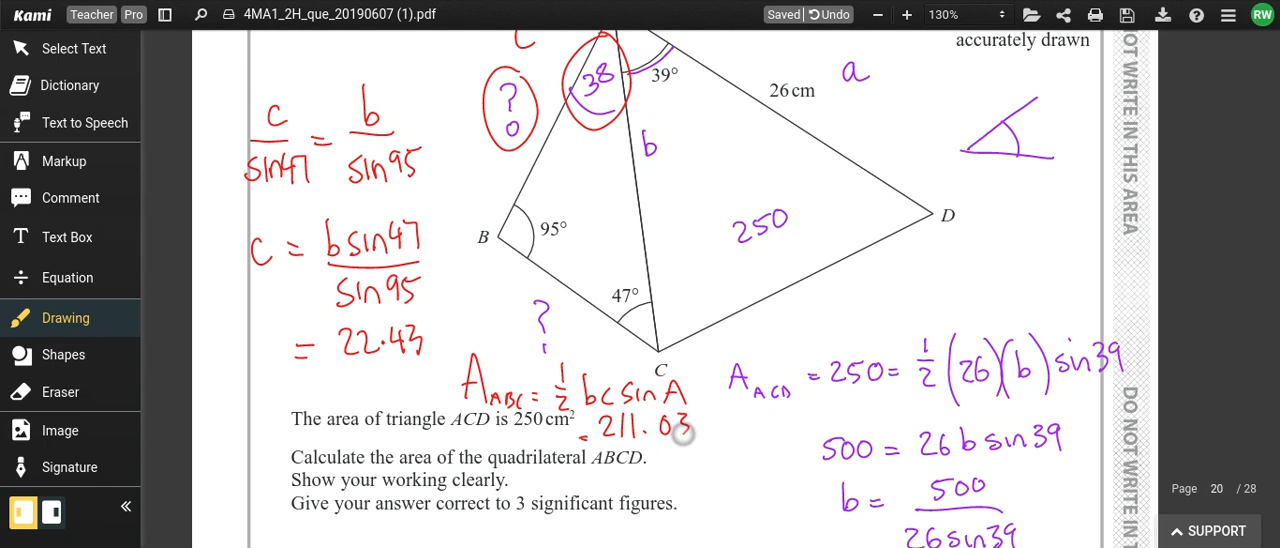 Kami
Teacher
Pro
4MA1_2H_que_20190607 (1).pdf
Saved
Undo
130%
RW
Select Text
Dictionary
Text to Speech
Markup
Comment
Text Box
Equation
Drawing
Shapes
Eraser
Image
Signature
accurately drawn
C
?
38
39°
26 cm
a
b
c/sin47 = b/sin95
c = b sin47/sin95
= 22.43
B
95°
250
D
47°
?
C
A_ABC = 1/2 bc sin A
= 211.03
A_ACD = 250 = 1/2 (26)(b) sin39
500 = 26 b sin39
b = 500/26 sin39
The area of triangle ACD is 250 cm²
Calculate the area of the quadrilateral ABCD.
Show your working clearly.
Give your answer correct to 3 significant figures.
OT WRITE IN THIS AREA
DO NOT WRITE IN T
Page 20 / 28
SUPPORT